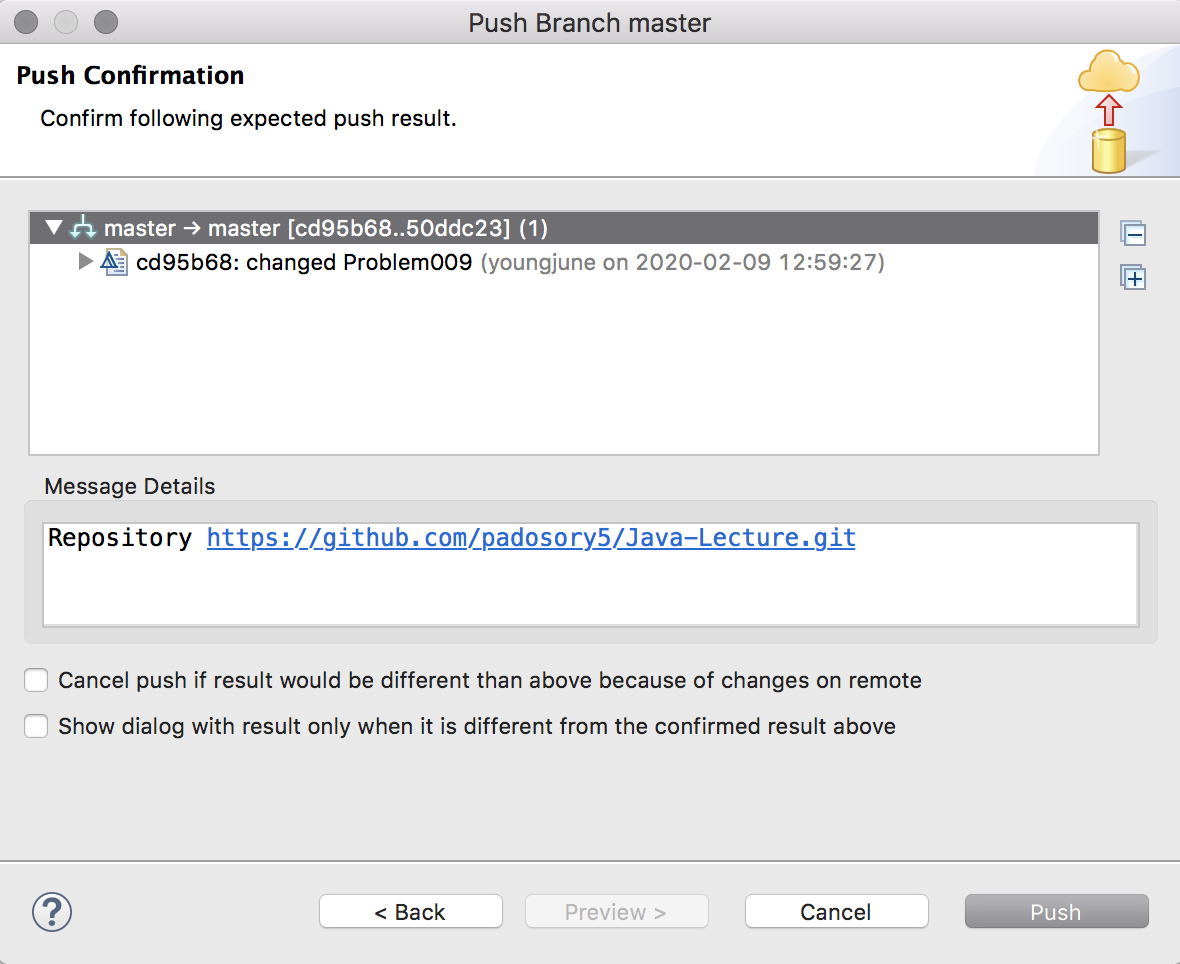 Push Branch master
Push Confirmation
Confirm following expected push result.
master → master [cd95b68..50ddc23] (1)
cd95b68: changed Problem009 (youngjune on 2020-02-09 12:59:27)
Message Details
Repository https://github.com/padosory5/Java-Lecture.git
Cancel push if result would be different than above because of changes on remote
Show dialog with result only when it is different from the confirmed result above
? < Back Preview > Cancel Push